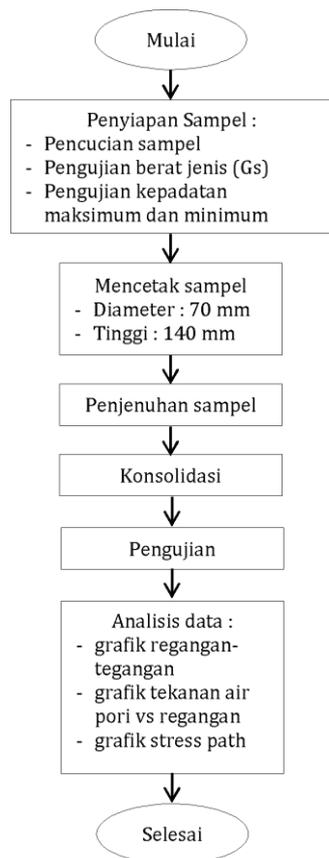 Mulai
Penyiapan Sampel :
- Pencucian sampel
- Pengujian berat jenis (Gs)
- Pengujian kepadatan
maksimum dan minimum
Mencetak sampel
- Diameter : 70 mm
- Tinggi : 140 mm
Penjenuhan sampel
Konsolidasi
Pengujian
Analisis data :
- grafik regangan-
tegangan
- grafik tekanan air
pori vs regangan
- grafik stress path
Selesai